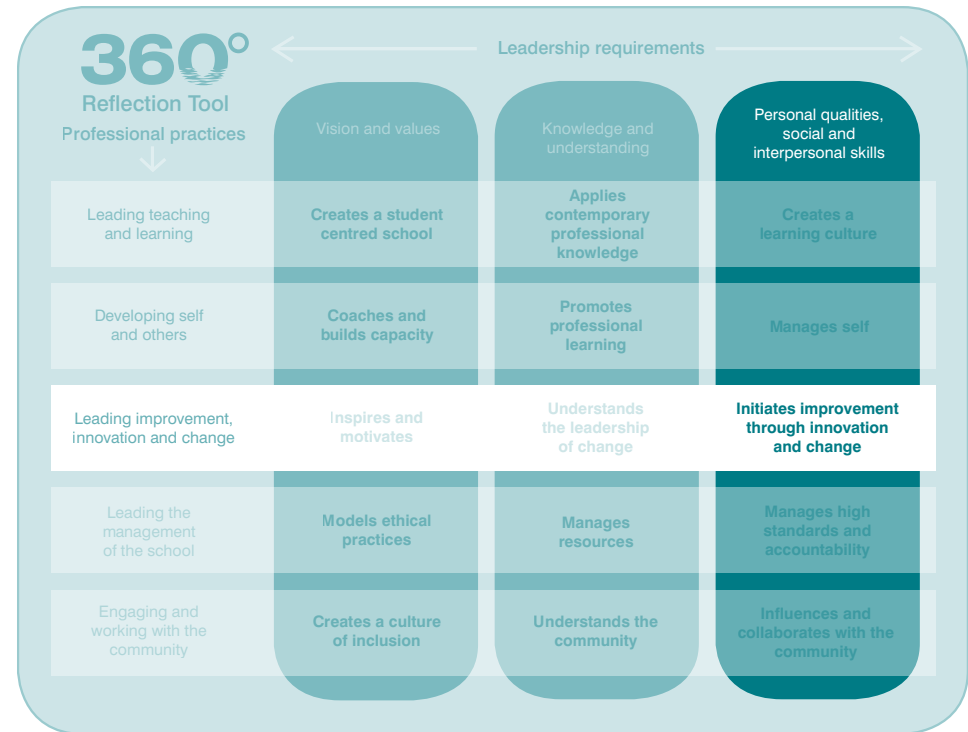 360°
Reflection Tool
Professional practices
Leadership requirements
Vision and values
Knowledge and
understanding
Personal qualities,
social and
interpersonal skills
Leading teaching
and learning
Creates a student
centred school
Applies
contemporary
professional
knowledge
Creates a
learning culture
Developing self
and others
Coaches and
builds capacity
Promotes
professional
learning
Manages self
Leading improvement,
innovation and change
Inspires and
motivates
Understands
the leadership
of change
Initiates improvement
through innovation
and change
Leading the
management
of the school
Models ethical
practices
Manages
resources
Manages high
standards and
accountability
Engaging and
working with the
community
Creates a culture
of inclusion
Understands the
community
Influences and
collaborates with the
community